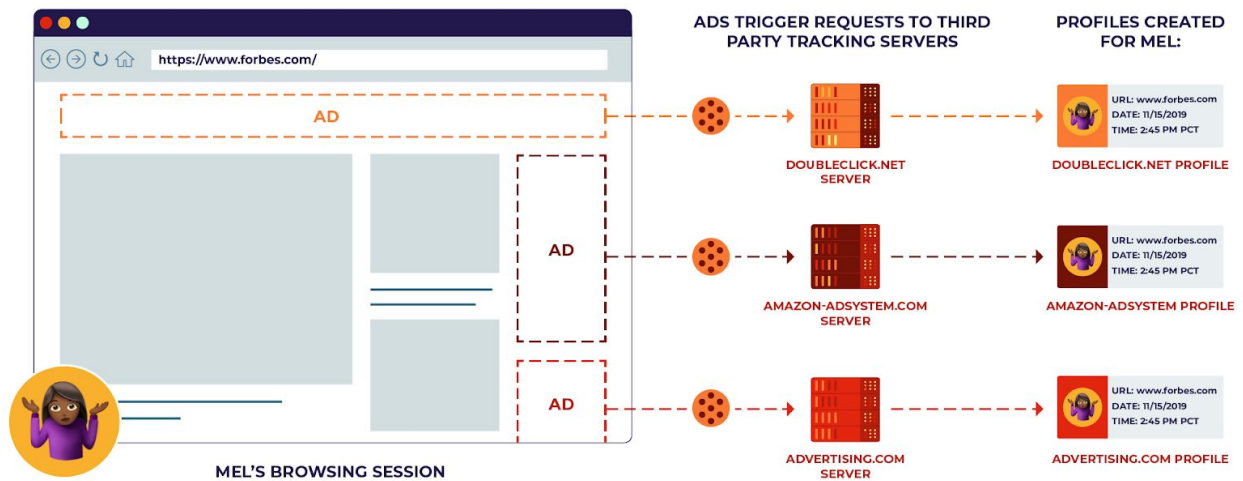 https://www.forbes.com/
AD
AD
AD
MEL'S BROWSING SESSION
ADS TRIGGER REQUESTS TO THIRD
PARTY TRACKING SERVERS
DOUBLECLICK.NET
SERVER
AMAZON-ADSYSTEM.COM
SERVER
ADVERTISING.COM
SERVER
PROFILES CREATED
FOR MEL:
URL: www.forbes.com
DATE: 11/15/2019
TIME: 2:45 PM PCT
DOUBLECLICK.NET PROFILE
URL: www.forbes.com
DATE: 11/15/2019
TIME: 2:45 PM PCT
AMAZON-ADSYSTEM PROFILE
URL: www.forbes.com
DATE: 11/15/2019
TIME: 2:45 PM PCT
ADVERTISING.COM PROFILE